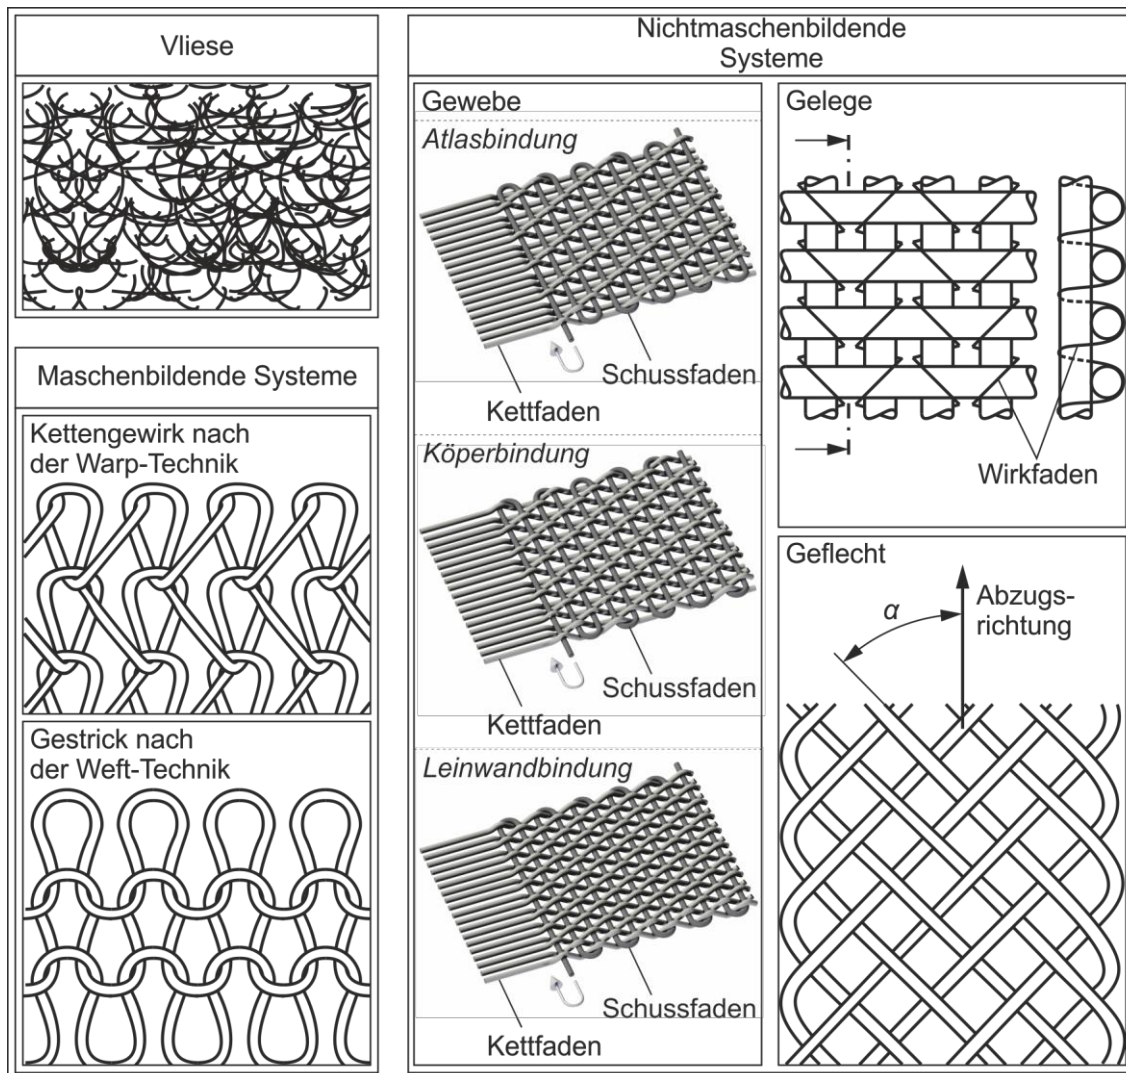 Vliese
Maschenbildende Systeme
Kettengewirk nach
der Warp-Technik
Gestrick nach
der Weft-Technik
Nichtmaschenbildende
Systeme
Gewebe
Atlasbindung
Schussfaden
Kettfaden
Köperbindung
Schussfaden
Kettfaden
Leinwandbindung
Schussfaden
Kettfaden
Gelege
Wirkfaden
Geflecht
α
Abzugs-
richtung